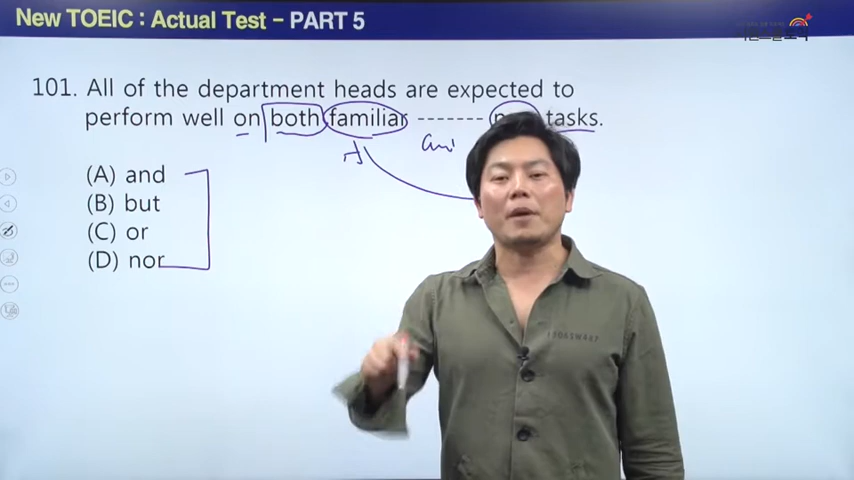 New TOEIC : Actual Test – PART 5
101. All of the department heads are expected to
perform well on both familiar ------- tasks.
and
(A) and
(B) but
(C) or
(D) nor